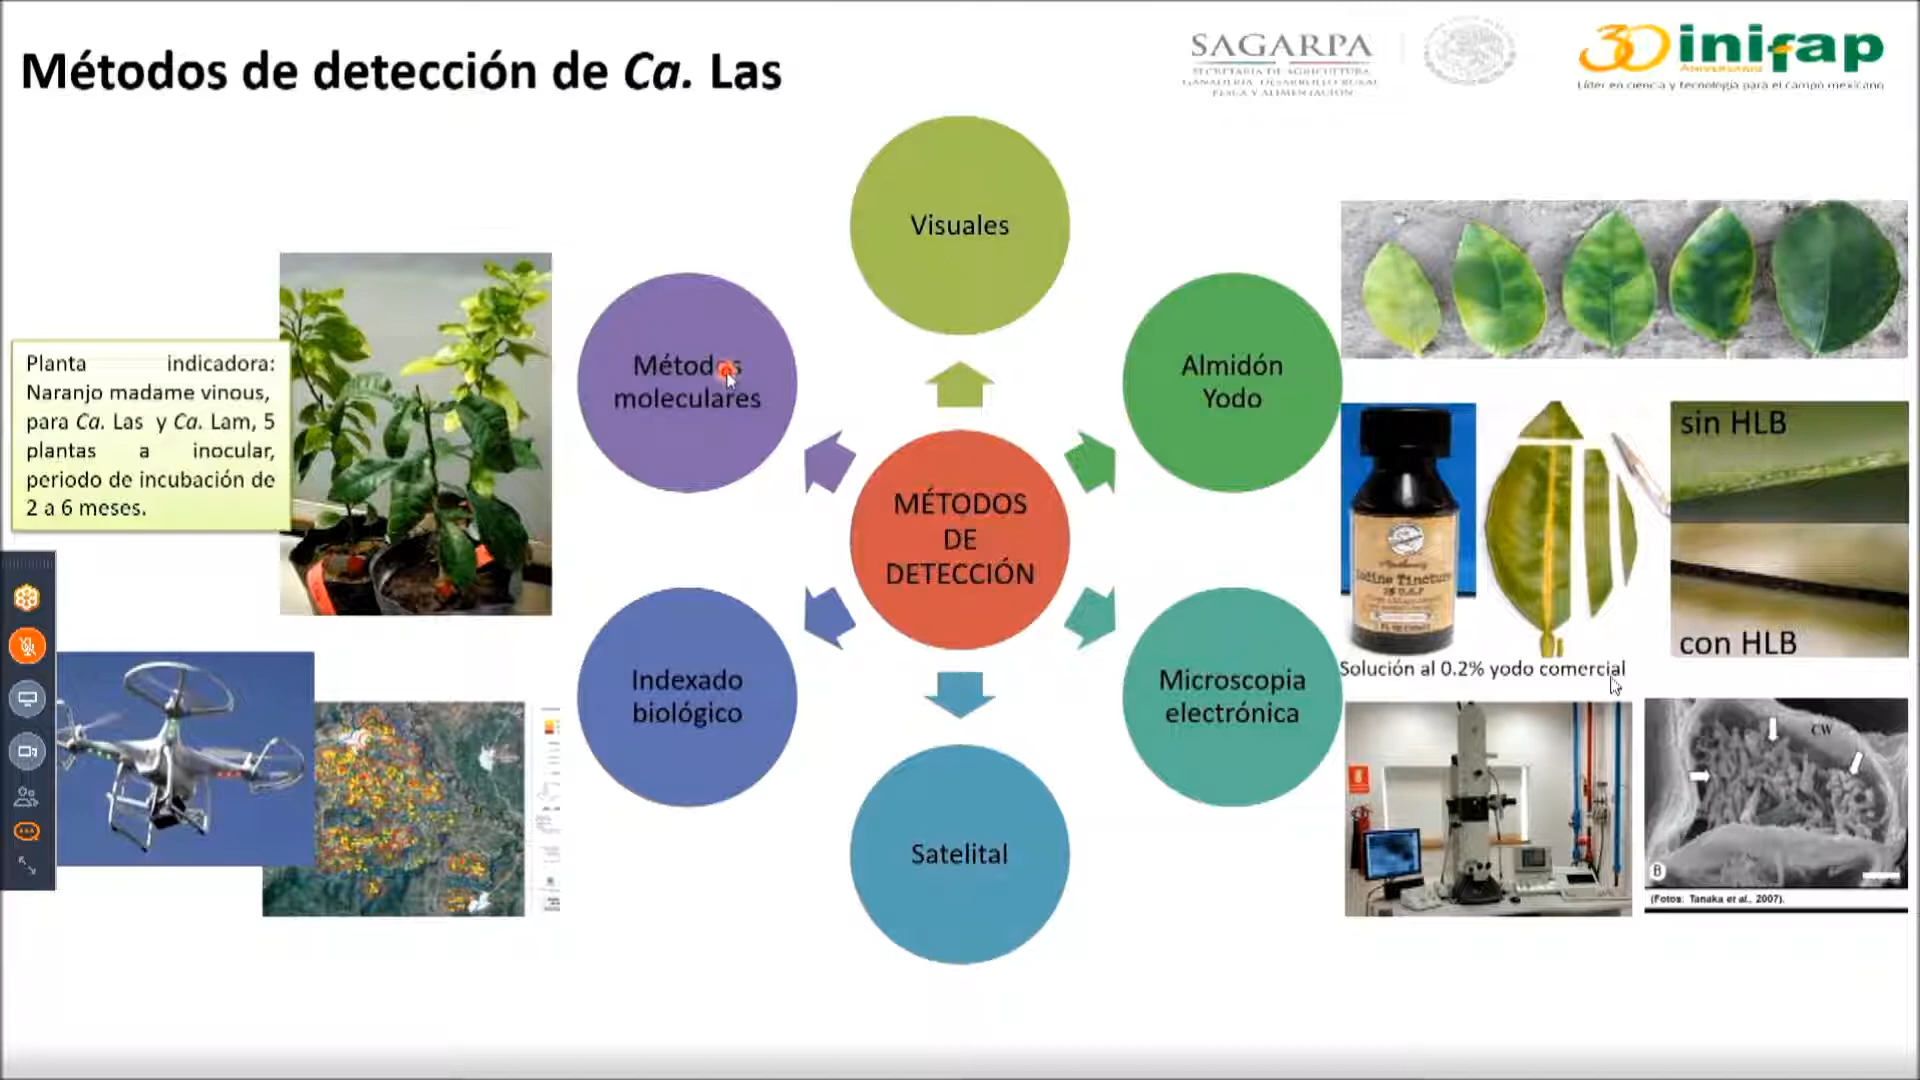 Métodos de detección de Ca. Las
SAGARPA
SECRETARÍA DE AGRICULTURA,
GANADERÍA, DESARROLLO RURAL,
PESCA Y ALIMENTACIÓN
30 inifap
Aniversario
Líder en ciencia y tecnología para el campo mexicano
Visuales
Métodos
moleculares
Almidón
Yodo
Planta indicadora:
Naranjo madame vinous,
para Ca. Las y Ca. Lam, 5
plantas a inocular,
periodo de incubación de
2 a 6 meses.
MÉTODOS
DE
DETECCIÓN
sin HLB
con HLB
Iodine Tincture
Solución al 0.2% yodo comercial
Indexado
biológico
Microscopia
electrónica
Satelital
CW
B
(Fotos: Tanaka et al., 2007).